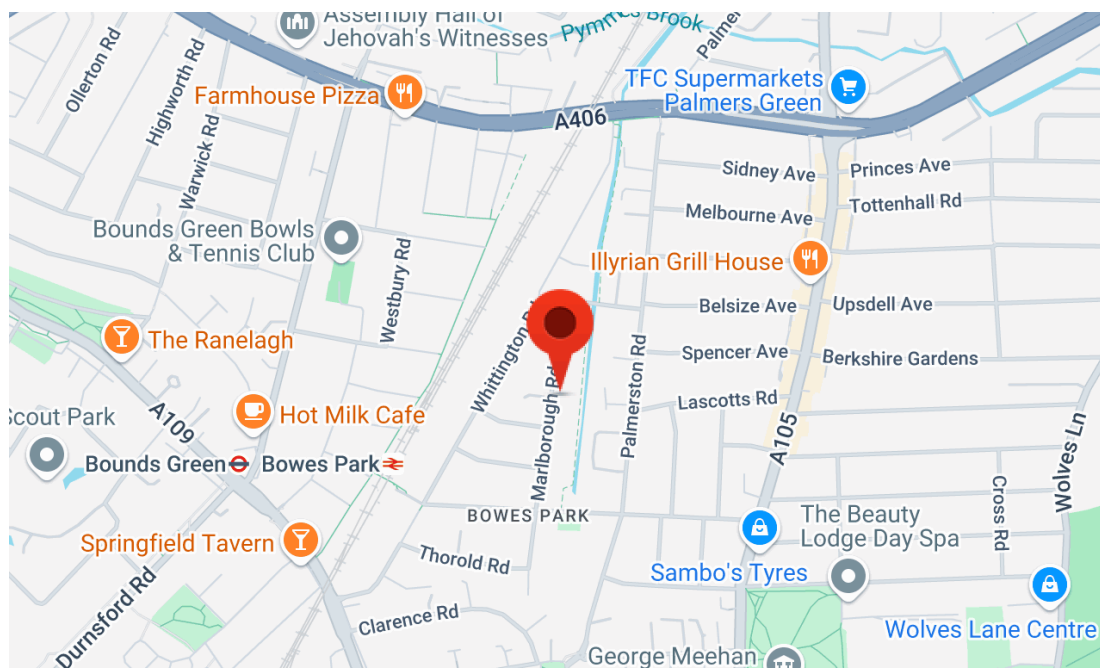 Assembly Hall of
Jehovah's Witnesses
Pymmes Brook
Palmers
Ollerton Rd
Highworth Rd
Farmhouse Pizza
TFC Supermarkets
Palmers Green
A406
Warwick Rd
Sidney Ave
Princes Ave
Melbourne Ave
Tottenhall Rd
Bounds Green Bowls
& Tennis Club
Westbury Rd
Illyrian Grill House
Belsize Ave
Upsdell Ave
The Ranelagh
Whittington Rd
Palmerston Rd
Spencer Ave
Berkshire Gardens
Marlborough Rd
Lascotts Rd
A109
Hot Milk Cafe
Scout Park
A105
Wolves Ln
Bounds Green
Bowes Park
Cross Rd
BOWES PARK
The Beauty
Lodge Day Spa
Springfield Tavern
Thorold Rd
Sambo's Tyres
Durnsford Rd
Clarence Rd
Wolves Lane Centre
George Meehan